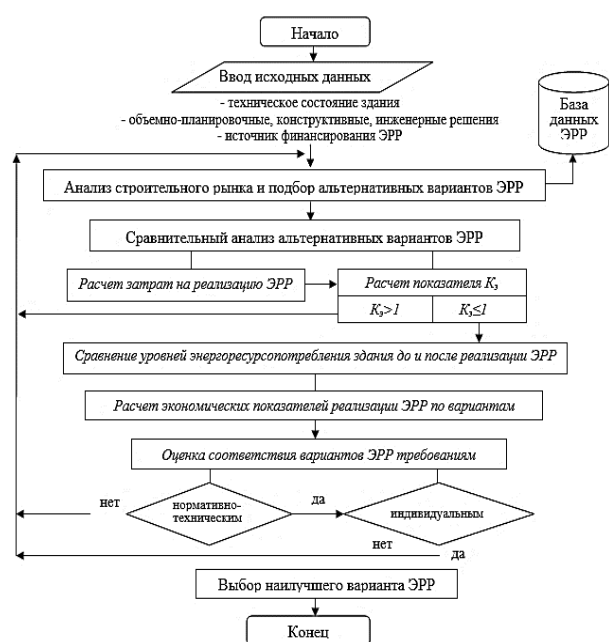 Начало
Ввод исходных данных
- техническое состояние здания
- объемно-планировочные, конструктивные, инженерные решения
- источник финансирования ЭРР
База
данных
ЭРР
Анализ строительного рынка и подбор альтернативных вариантов ЭРР
Сравнительный анализ альтернативных вариантов ЭРР
Расчет затрат на реализацию ЭРР
Расчет показателя Кэ
Кэ>1
Кэ≤1
Сравнение уровней энергоресурсопотребления здания до и после реализации ЭРР
Расчет экономических показателей реализации ЭРР по вариантам
Оценка соответствия вариантов ЭРР требованиям
нет
нормативно-
техническим
да
индивидуальным
нет
да
Выбор наилучшего варианта ЭРР
Конец